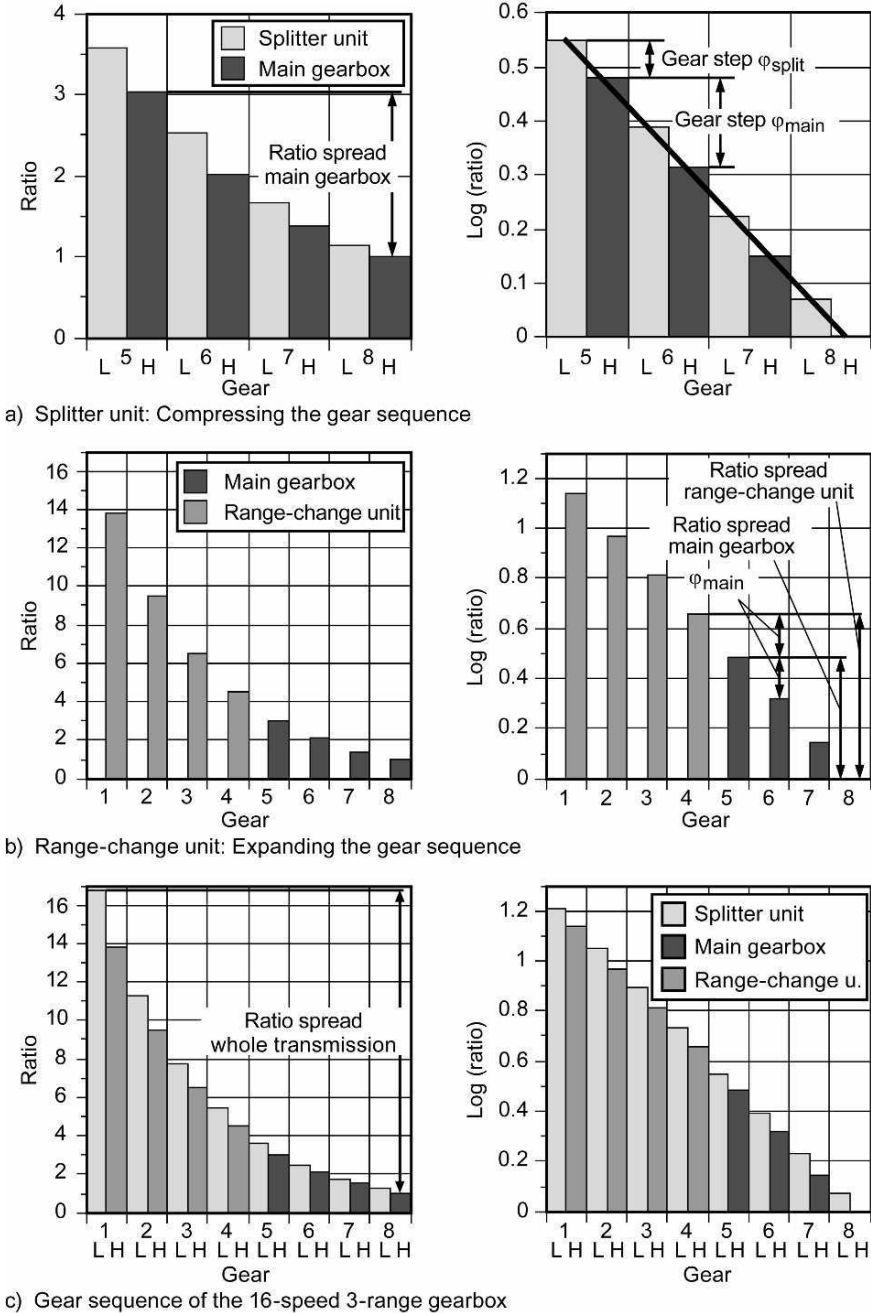 4
3
2
1
0
Ratio
Splitter unit
Main gearbox
Ratio spread
main gearbox
5 6 7 8
L H L H L H L H
Gear
0.6
0.5
0.4
0.3
0.2
0.1
0
Log (ratio)
Gear step φsplit
Gear step φmain
5 6 7 8
L H L H L H L H
Gear
a) Splitter unit: Compressing the gear sequence
16
14
12
10
8
6
4
2
0
Ratio
Main gearbox
Range-change unit
1 2 3 4 5 6 7 8
Gear
1.2
1
0.8
0.6
0.4
0.2
0
Log (ratio)
Ratio spread
range-change unit
Ratio spread
main gearbox
φmain
1 2 3 4 5 6 7 8
Gear
b) Range-change unit: Expanding the gear sequence
16
14
12
10
8
6
4
2
0
Ratio
Ratio spread
whole transmission
1 2 3 4 5 6 7 8
L H L H L H L H L H L H L H L H
Gear
1.2
1
0.8
0.6
0.4
0.2
0
Log (ratio)
Splitter unit
Main gearbox
Range-change u.
1 2 3 4 5 6 7 8
L H L H L H L H L H L H L H L H
Gear
c) Gear sequence of the 16-speed 3-range gearbox